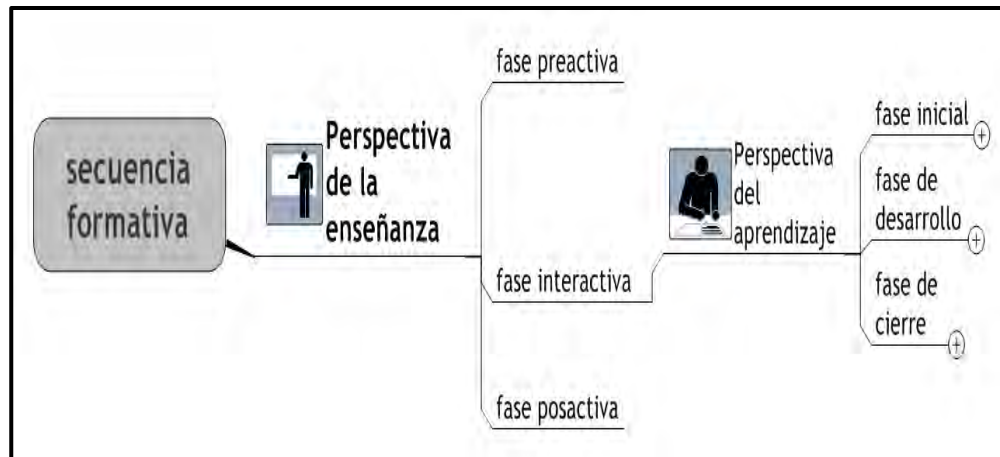 secuencia
formativa
Perspectiva
de la
enseñanza
fase preactiva
fase interactiva
fase posactiva
Perspectiva
del
aprendizaje
fase inicial
fase de
desarrollo
fase de
cierre